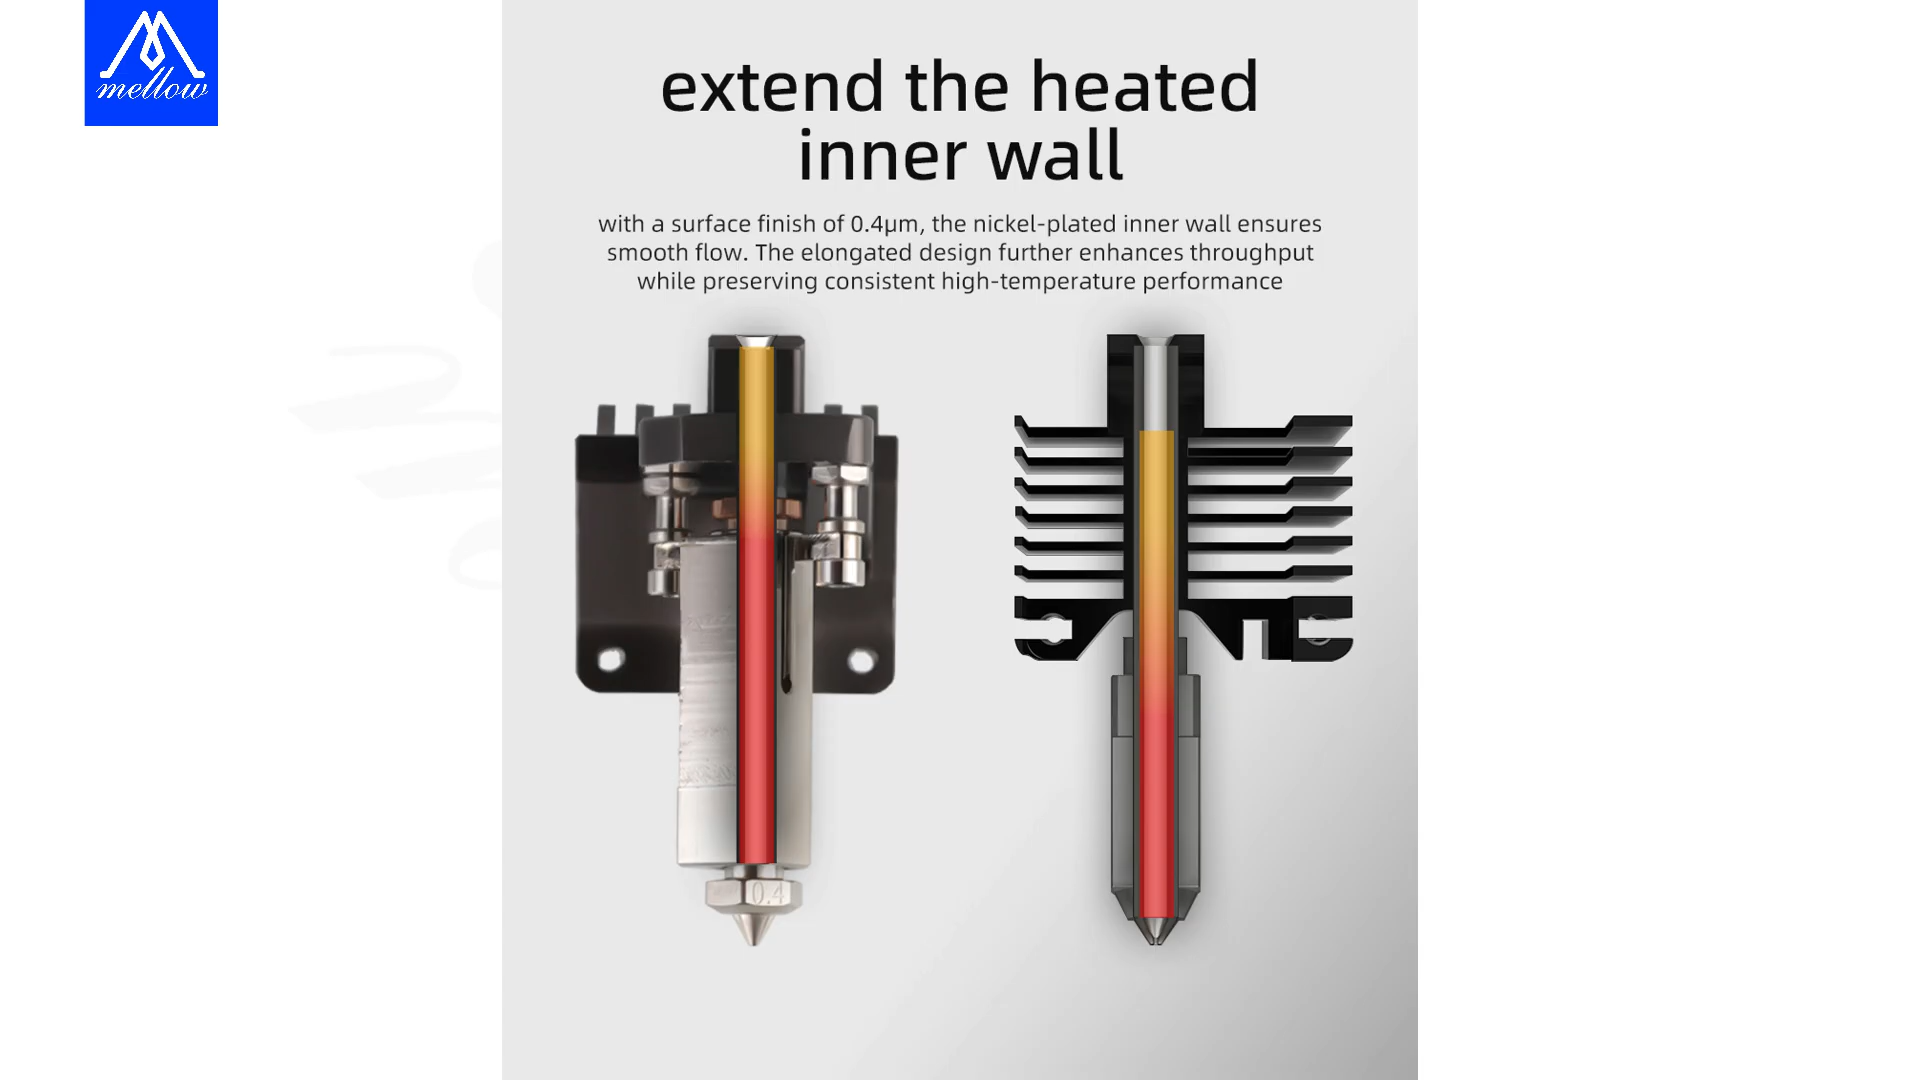 mellow
extend the heated
inner wall
with a surface finish of 0.4μm, the nickel-plated inner wall ensures
smooth flow. The elongated design further enhances throughput
while preserving consistent high-temperature performance
0.4